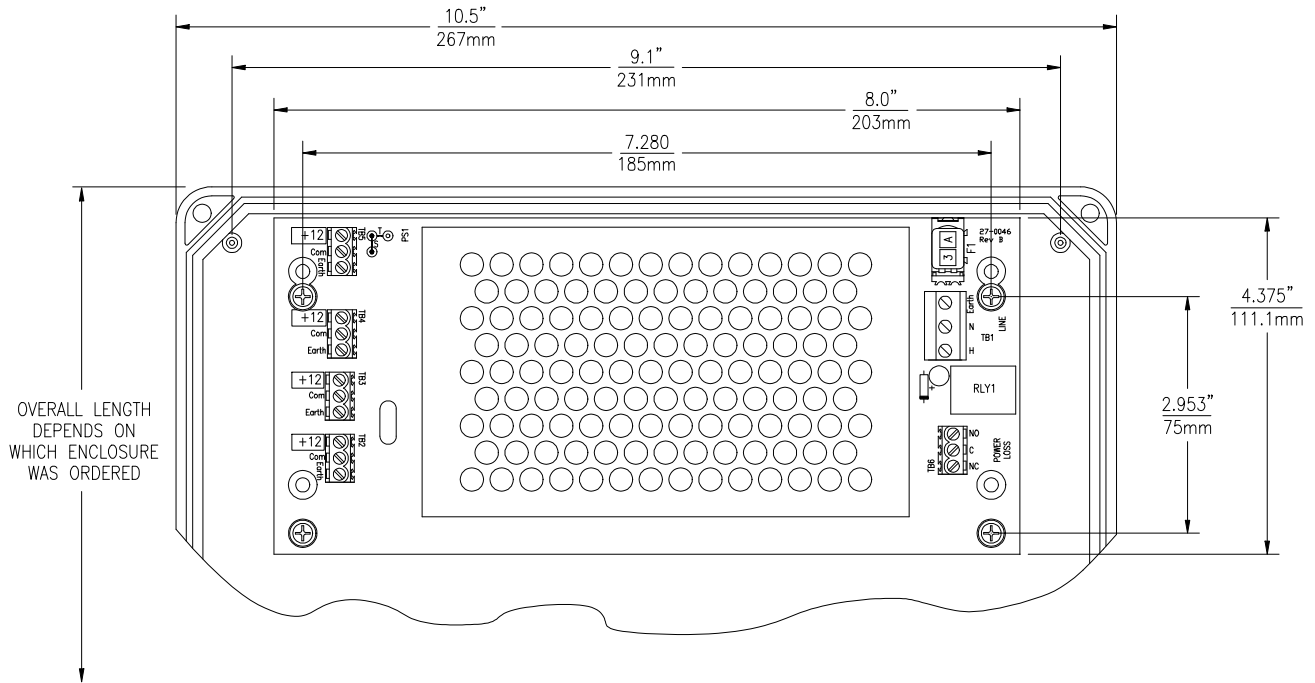 10.5”
267mm
9.1”
231mm
8.0”
203mm
7.280
185mm
+12
Com
Earth
TB5
PS1
+12
Com
Earth
TB4
+12
Com
Earth
TB3
+12
Com
Earth
TB2
3 A
F1
27-0046
Rev B
Earth
N
H
TB1
LINE
+
RLY1
TB6
NO
C
NC
POWER
LOSS
4.375”
111.1mm
2.953”
75mm
OVERALL LENGTH
DEPENDS ON
WHICH ENCLOSURE
WAS ORDERED